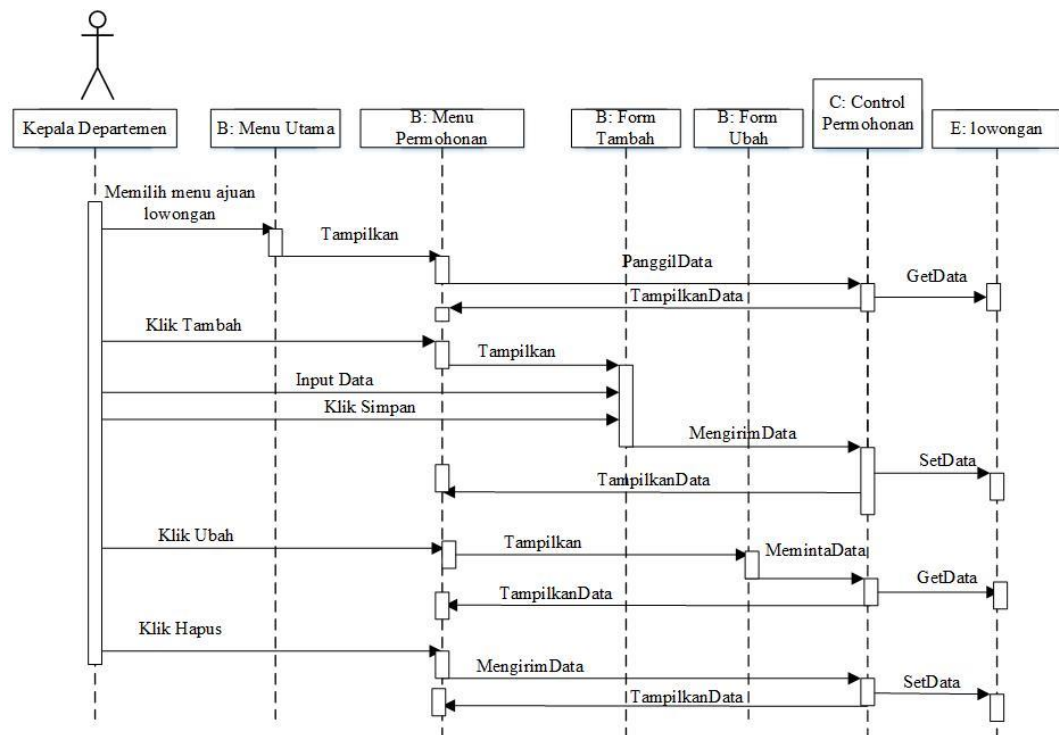 Kepala Departemen
B: Menu Utama
B: Menu
Permohonan
B: Form
Tambah
B: Form
Ubah
C: Control
Permohonan
E: lowongan
Memilih menu ajuan
lowongan
Tampilkan
PanggilData
GetData
TampilkanData
Klik Tambah
Tampilkan
Input Data
Klik Simpan
MengirimData
SetData
TampilkanData
Klik Ubah
Tampilkan
MemintaData
GetData
TampilkanData
Klik Hapus
MengirimData
SetData
TampilkanData